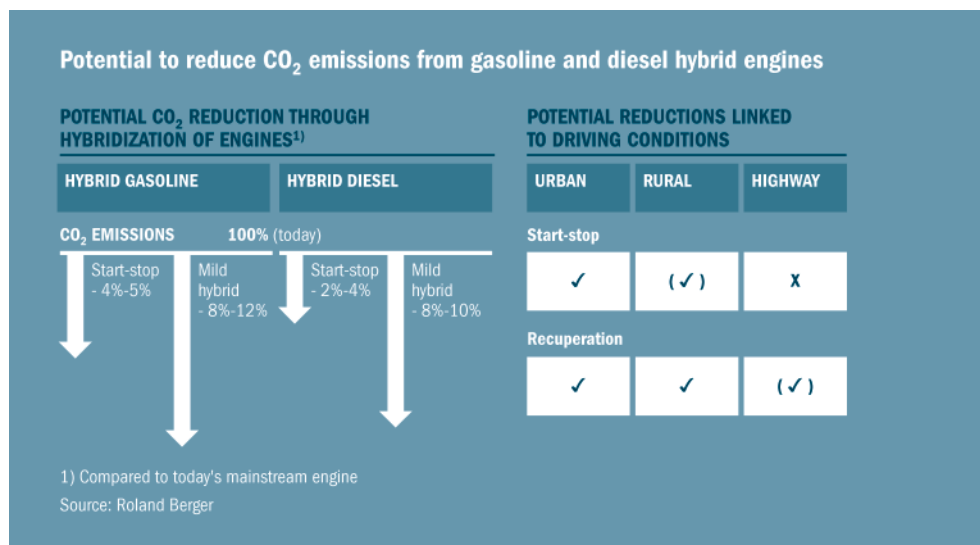 Potential to reduce CO₂ emissions from gasoline and diesel hybrid engines
POTENTIAL CO₂ REDUCTION THROUGH
HYBRIDIZATION OF ENGINES¹⁾
HYBRID GASOLINE
HYBRID DIESEL
CO₂ EMISSIONS 100% (today)
Start-stop
- 4%-5%
Mild
hybrid
- 8%-12%
Start-stop
- 2%-4%
Mild
hybrid
- 8%-10%
POTENTIAL REDUCTIONS LINKED
TO DRIVING CONDITIONS
URBAN
RURAL
HIGHWAY
Start-stop
✓ (✓) X
Recuperation
✓ ✓ (✓)
1) Compared to today's mainstream engine
Source: Roland Berger